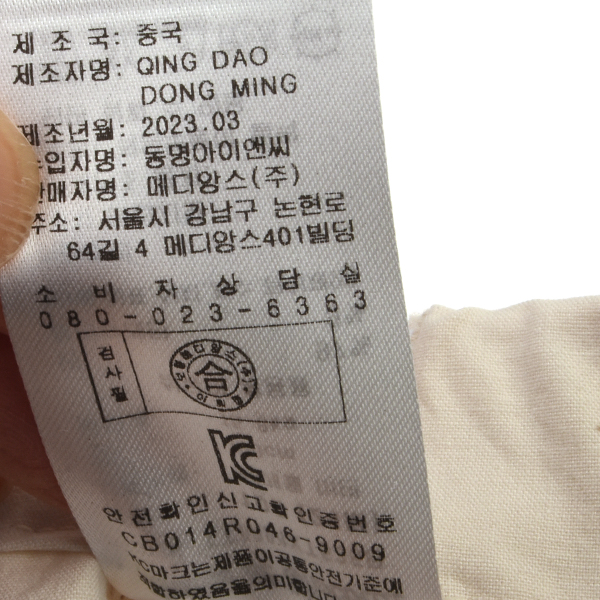 제 조 국: 중국
제조자명: QING DAO
DONG MING
제조년월: 2023.03
수입자명: 동명아이앤씨
판매자명: 메디앙스(주)
주소: 서울시 강남구 논현로
64길 4 메디앙스401빌딩
소 비 자 상 담 실
080-023-6363
검사필
合
안전확인신고확인증번호
CB014R046-9009
KC마크는제품이공통안전기준에
적합하였음을의미합니다